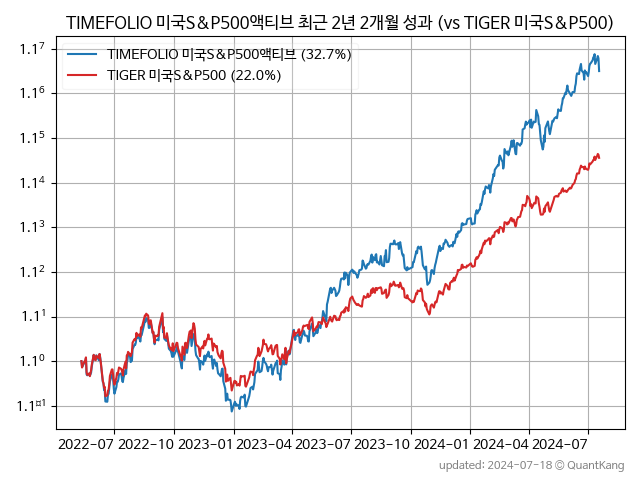 TIMEFOLIO 미국S&P500액티브 최근 2년 2개월 성과 (vs TIGER 미국S&P500)
TIMEFOLIO 미국S&P500액티브 (32.7%)
TIGER 미국S&P500 (22.0%)
1.1⁷
1.1⁶
1.1⁵
1.1⁴
1.1³
1.1²
1.1¹
1.1⁰
1.1¤¹
2022-07 2022-10 2023-01 2023-04 2023-07 2023-10 2024-01 2024-04 2024-07
updated: 2024-07-18 © QuantKang